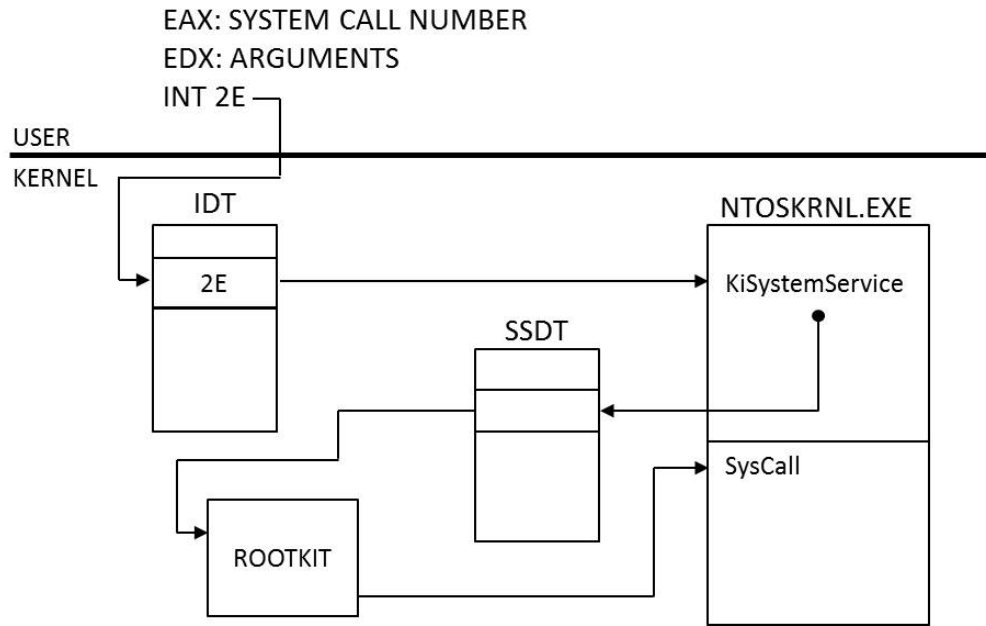 EAX: SYSTEM CALL NUMBER
EDX: ARGUMENTS
INT 2E
USER
KERNEL
IDT
NTOSKRNL.EXE
2E
KiSystemService
SSDT
SysCall
ROOTKIT